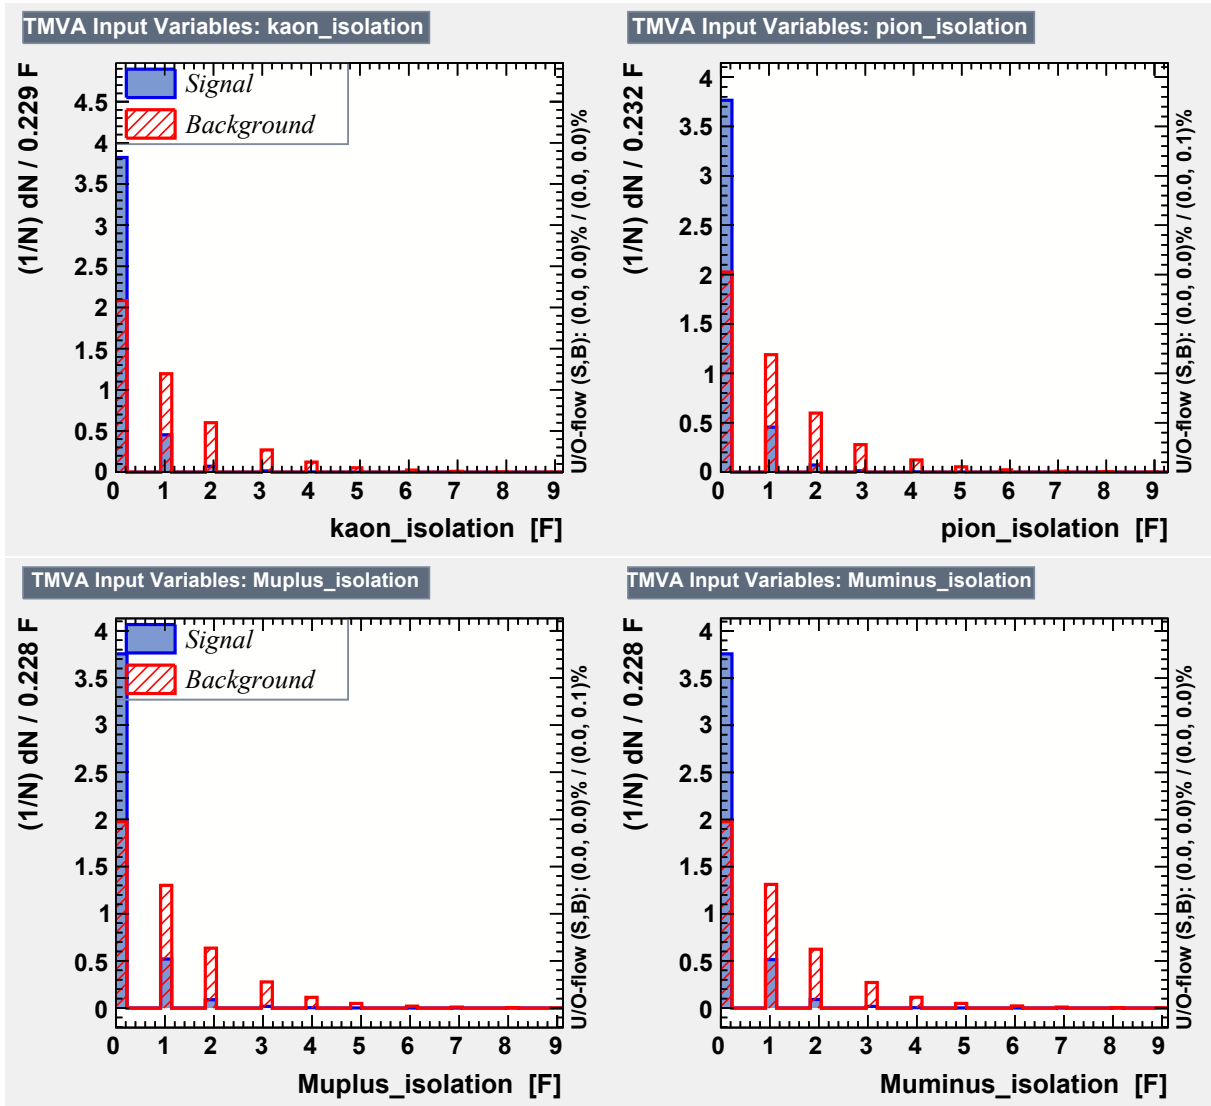 TMVA Input Variables: kaon_isolation
(1/N) dN / 0.229 F
4.5
4
3.5
3
2.5
2
1.5
1
0.5
0
Signal
Background
0 1 2 3 4 5 6 7 8 9
kaon_isolation [F]
U/O-flow (S,B): (0.0, 0.0)% / (0.0, 0.0)%
TMVA Input Variables: pion_isolation
(1/N) dN / 0.232 F
4
3.5
3
2.5
2
1.5
1
0.5
0
0 1 2 3 4 5 6 7 8 9
pion_isolation [F]
U/O-flow (S,B): (0.0, 0.0)% / (0.0, 0.1)%
TMVA Input Variables: Muplus_isolation
(1/N) dN / 0.228 F
4
3.5
3
2.5
2
1.5
1
0.5
0
Signal
Background
0 1 2 3 4 5 6 7 8 9
Muplus_isolation [F]
U/O-flow (S,B): (0.0, 0.0)% / (0.0, 0.1)%
TMVA Input Variables: Muminus_isolation
(1/N) dN / 0.228 F
4
3.5
3
2.5
2
1.5
1
0.5
0
0 1 2 3 4 5 6 7 8 9
Muminus_isolation [F]
U/O-flow (S,B): (0.0, 0.0)% / (0.0, 0.0)%